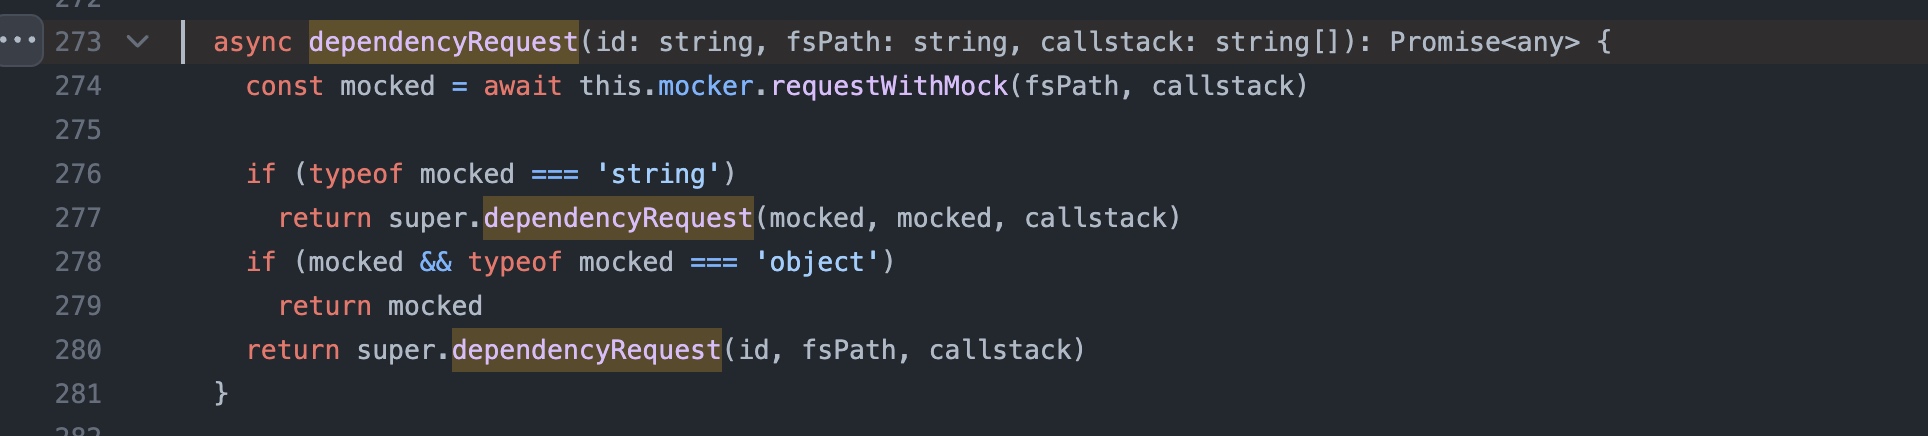 272
273 async dependencyRequest(id: string, fsPath: string, callstack: string[]): Promise<any> {
274 const mocked = await this.mocker.requestWithMock(fsPath, callstack)
275
276 if (typeof mocked === 'string')
277 return super.dependencyRequest(mocked, mocked, callstack)
278 if (mocked && typeof mocked === 'object')
279 return mocked
280 return super.dependencyRequest(id, fsPath, callstack)
281 }
282